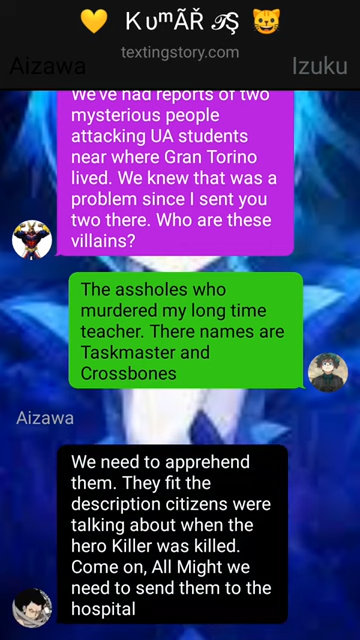 💛 K υᵐÃŘ 𝒯Ş 😺
textingstory.com
Aizawa Izuku
We've had reports of two
mysterious people
attacking UA students
near where Gran Torino
lived. We knew that was a
problem since I sent you
two there. Who are these
villains?
The assholes who
murdered my long time
teacher. There names are
Taskmaster and
Crossbones
Aizawa
We need to apprehend
them. They fit the
description citizens were
talking about when the
hero Killer was killed.
Come on, All Might we
need to send them to the
hospital